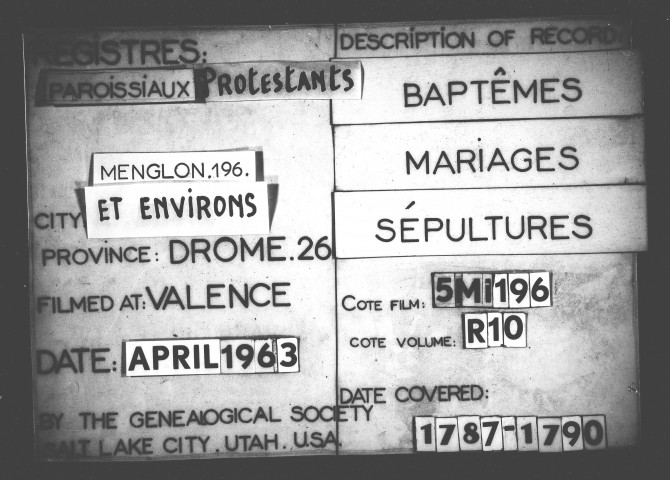 REGISTRES:
PAROISSIAUX PROTESTANTS
MENGLON.196.
ET ENVIRONS
CITY
PROVINCE: DROME.26
FILMED AT: VALENCE
DATE: APRIL 1963
BY THE GENEALOGICAL SOCIETY
SALT LAKE CITY, UTAH. U.S.A.
DESCRIPTION OF RECORD
BAPTÊMES
MARIAGES
SÉPULTURES
COTE FILM: 5Mi196
COTE VOLUME: R10
DATE COVERED:
1787-1790